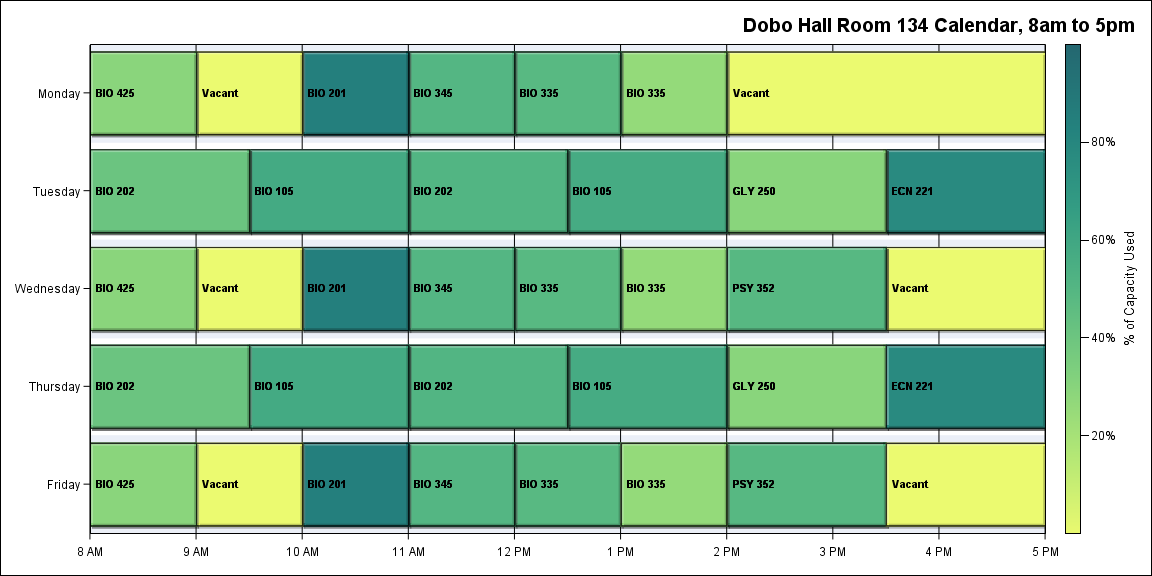 Dobo Hall Room 134 Calendar, 8am to 5pm
Monday
BIO 425
Vacant
BIO 201
BIO 345
BIO 335
BIO 335
Vacant
Tuesday
BIO 202
BIO 105
BIO 202
BIO 105
GLY 250
ECN 221
Wednesday
BIO 425
Vacant
BIO 201
BIO 345
BIO 335
BIO 335
PSY 352
Vacant
Thursday
BIO 202
BIO 105
BIO 202
BIO 105
GLY 250
ECN 221
Friday
BIO 425
Vacant
BIO 201
BIO 345
BIO 335
BIO 335
PSY 352
Vacant
8 AM
9 AM
10 AM
11 AM
12 PM
1 PM
2 PM
3 PM
4 PM
5 PM
80%
60%
40%
20%
% of Capacity Used